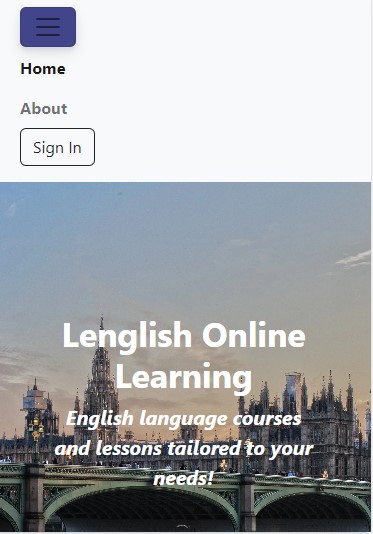 Home
About
Sign In
Lenglish Online
Learning
English language courses
and lessons tailored to your
needs!